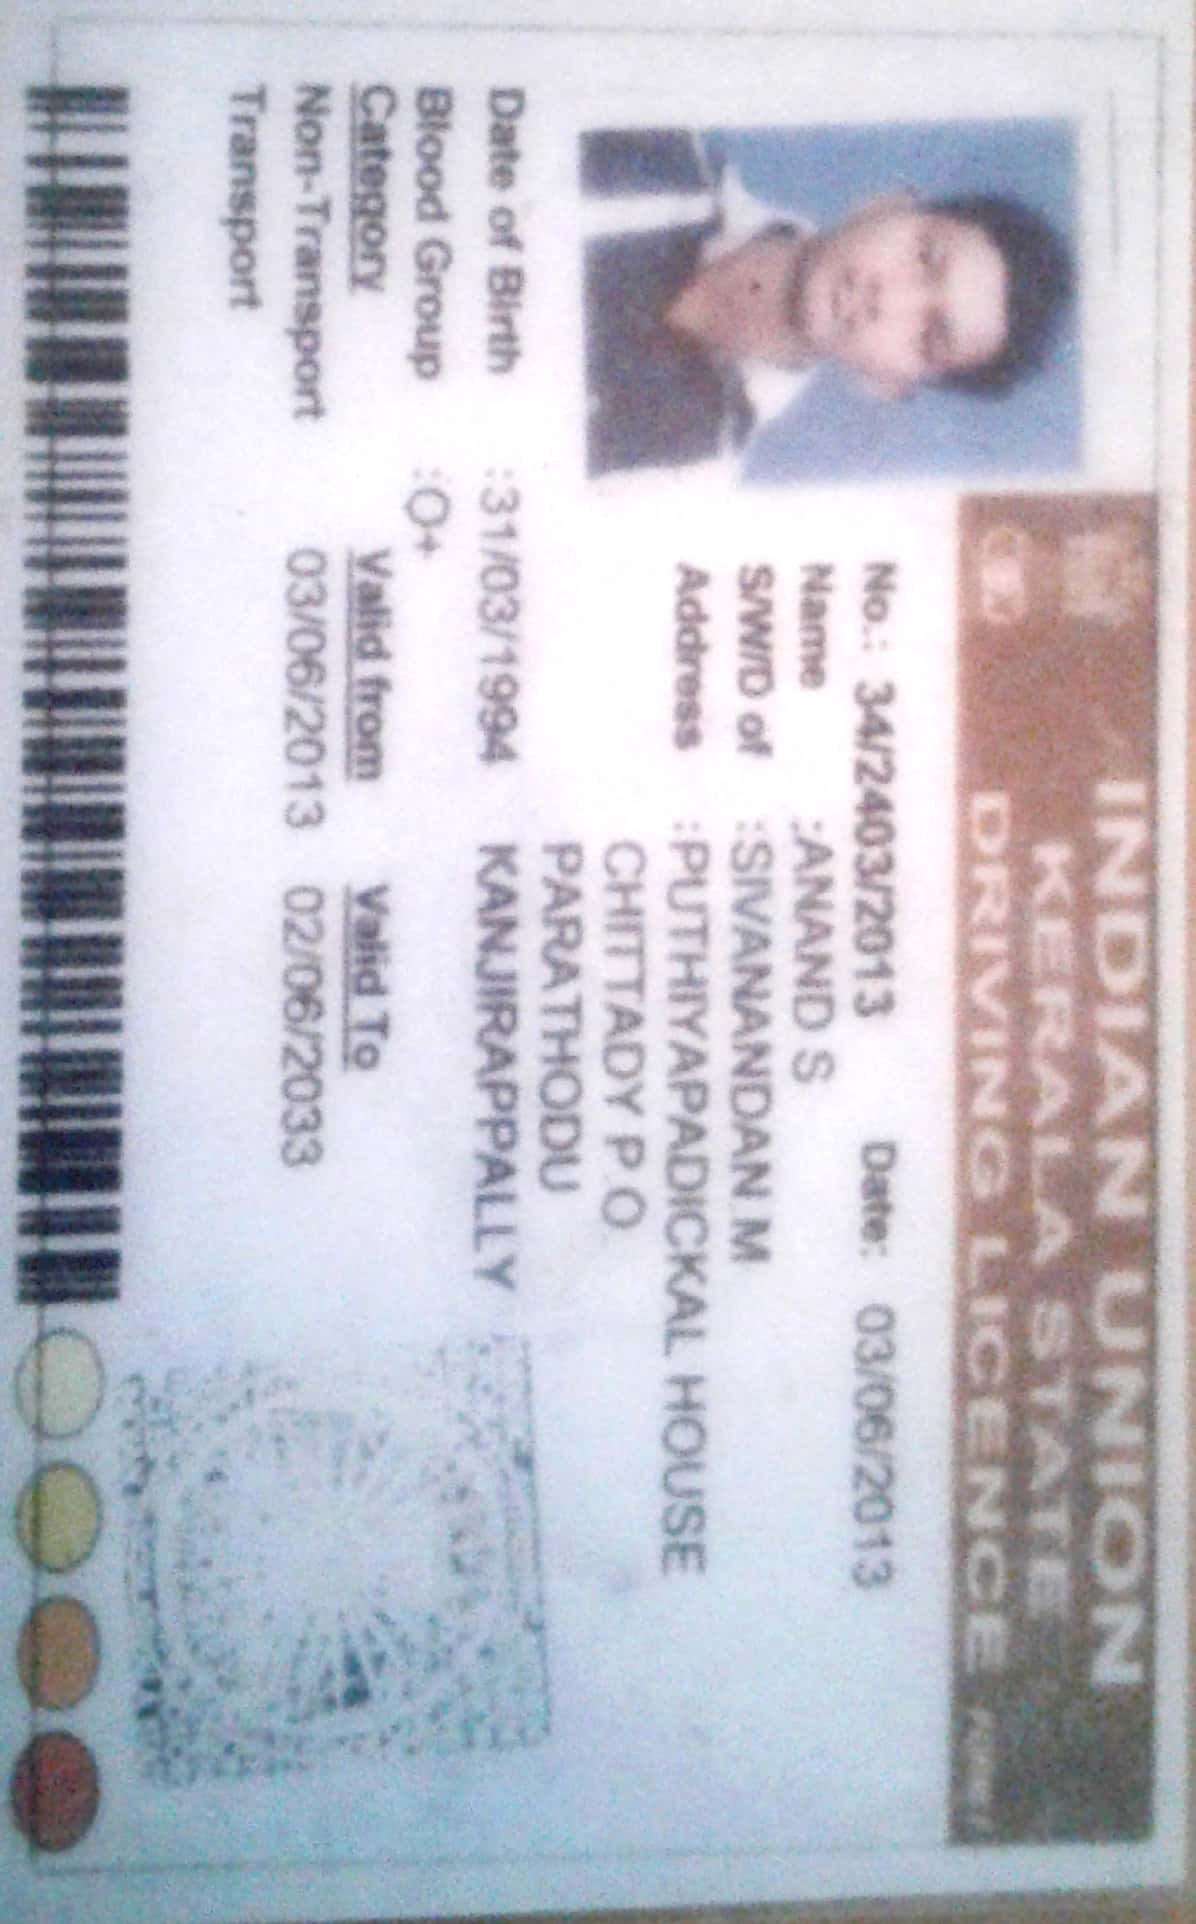 INDIAN UNION
KERALA STATE
DRIVING LICENCE
No.: 34/2403/2013 Date: 03/06/2013
Name :ANAND S
S/W/D of :SIVANANDAN M
Address :PUTHIYAPADICKAL HOUSE
CHITTADY P.O
PARATHODU
Date of Birth :31/03/1994 KANJIRAPPALLY
Blood Group :O+
Category Valid from Valid To
Non-Transport 03/06/2013 02/06/2033
Transport